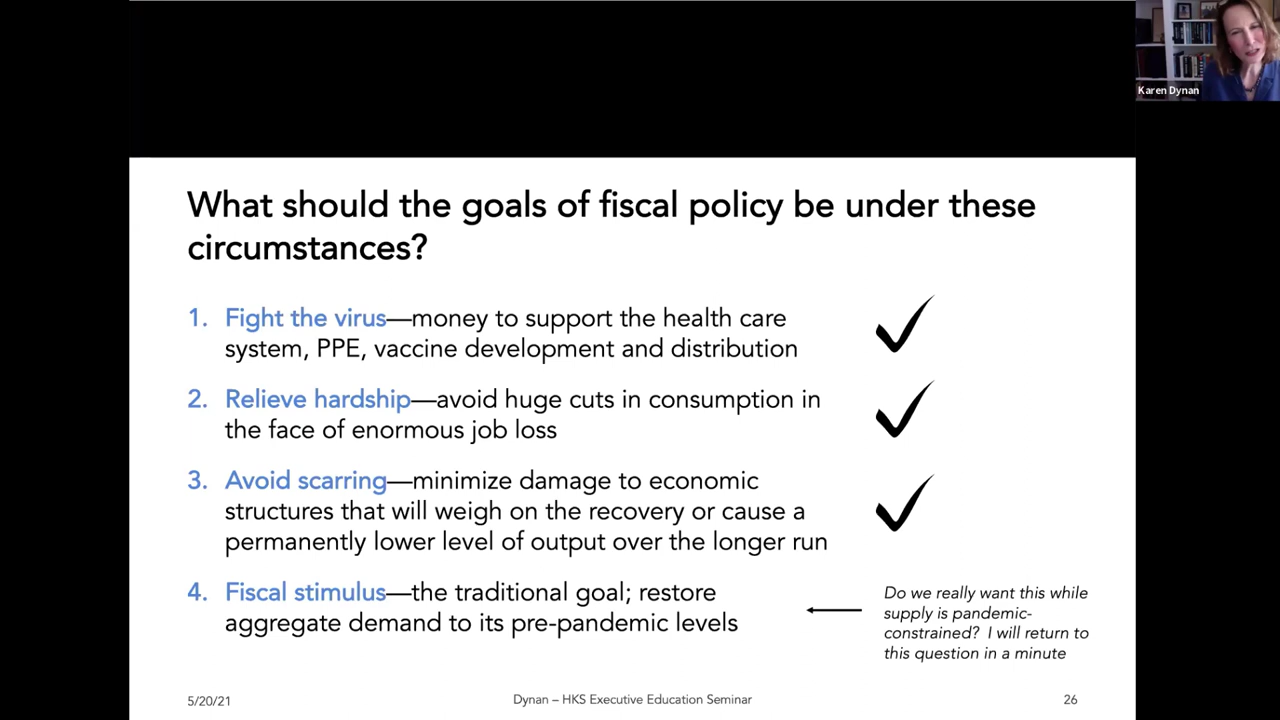 Karen Dynan
What should the goals of fiscal policy be under these
circumstances?
1. Fight the virus—money to support the health care
system, PPE, vaccine development and distribution
2. Relieve hardship—avoid huge cuts in consumption in
the face of enormous job loss
3. Avoid scarring—minimize damage to economic
structures that will weigh on the recovery or cause a
permanently lower level of output over the longer run
4. Fiscal stimulus—the traditional goal; restore
aggregate demand to its pre-pandemic levels
Do we really want this while
supply is pandemic-
constrained? I will return to
this question in a minute
5/20/21
Dynan – HKS Executive Education Seminar
26